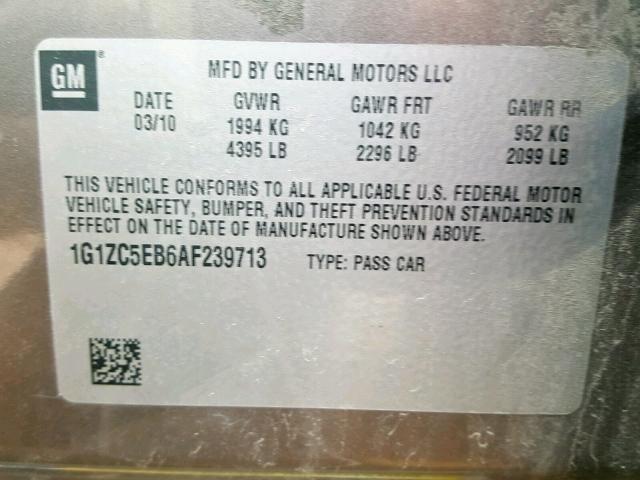 GM ®
MFD BY GENERAL MOTORS LLC
DATE GVWR GAWR FRT GAWR RR
03/10 1994 KG 1042 KG 952 KG
4395 LB 2296 LB 2099 LB
THIS VEHICLE CONFORMS TO ALL APPLICABLE U.S. FEDERAL MOTOR
VEHICLE SAFETY, BUMPER, AND THEFT PREVENTION STANDARDS IN
EFFECT ON THE DATE OF MANUFACTURE SHOWN ABOVE.
1G1ZC5EB6AF239713 TYPE: PASS CAR